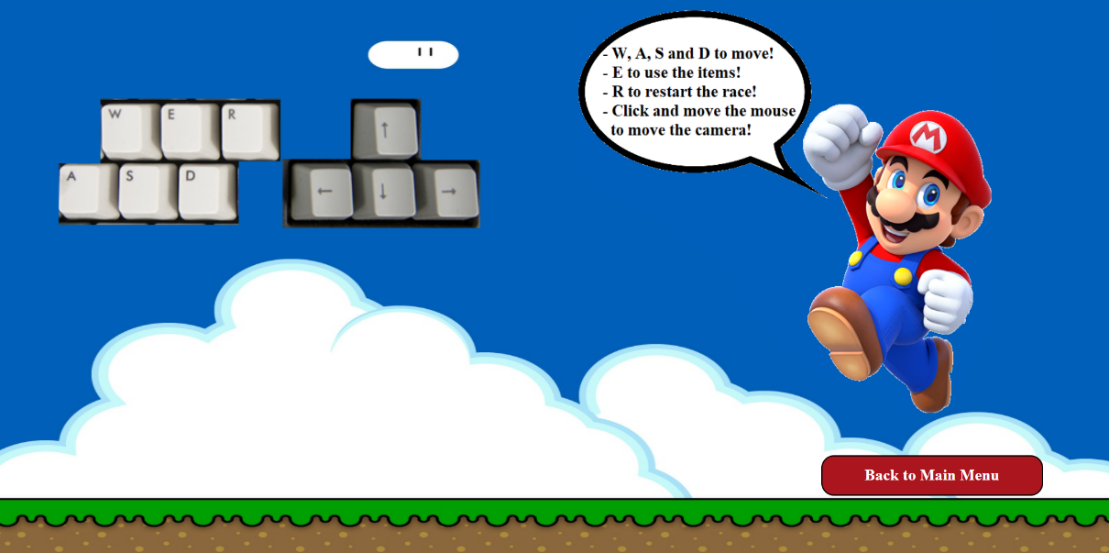 W E R
↑
A S D
← ↓ →
- W, A, S and D to move!
- E to use the items!
- R to restart the race!
- Click and move the mouse
to move the camera!
M
Back to Main Menu